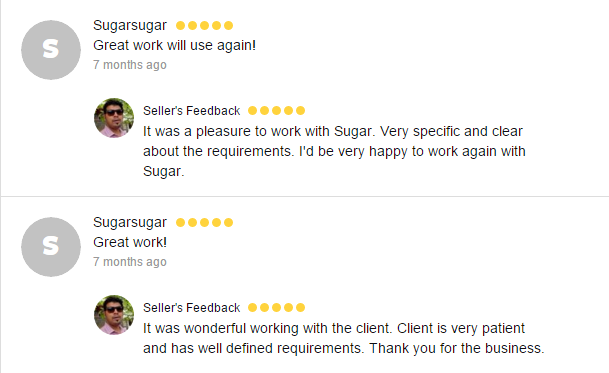 S
Sugarsugar
Great work will use again!
7 months ago
Seller's Feedback
It was a pleasure to work with Sugar. Very specific and clear
about the requirements. I'd be very happy to work again with
Sugar.
S
Sugarsugar
Great work!
7 months ago
Seller's Feedback
It was wonderful working with the client. Client is very patient
and has well defined requirements. Thank you for the business.